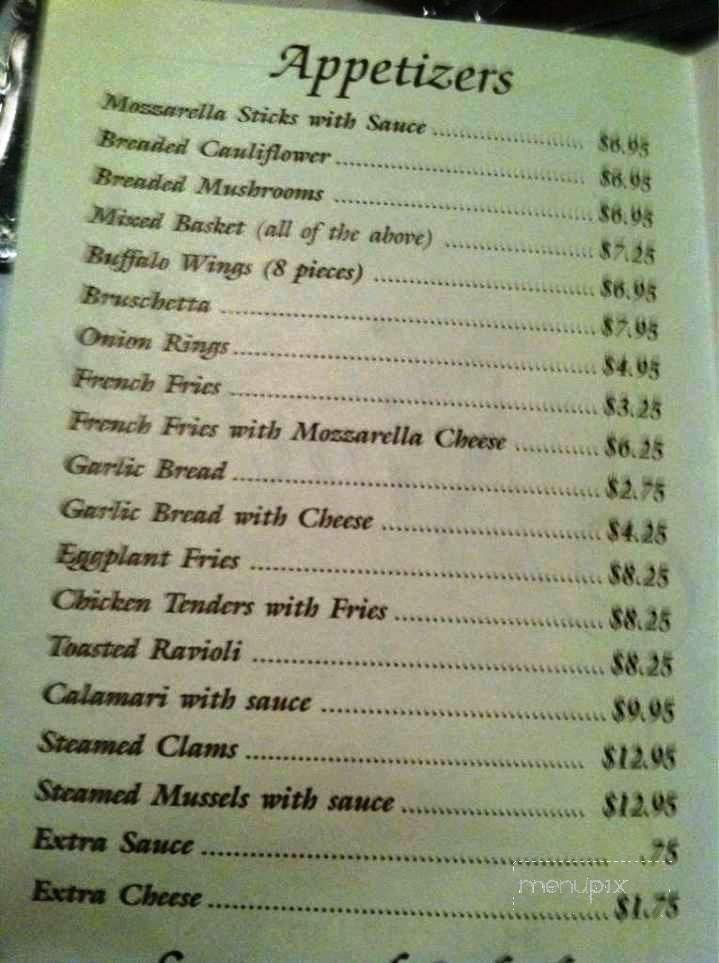 Appetizers
Mozzarella Sticks with Sauce ........................ $6.95
Breaded Cauliflower ........................ $6.95
Breaded Mushrooms ........................ $6.95
Mixed Basket (all of the above) ........................ $7.25
Buffalo Wings (8 pieces) ........................ $6.95
Bruschetta ........................ $7.95
Onion Rings ........................ $4.95
French Fries ........................ $3.25
French Fries with Mozzarella Cheese ............ $6.25
Garlic Bread ........................ $2.75
Garlic Bread with Cheese ........................ $4.25
Eggplant Fries ........................ $8.25
Chicken Tenders with Fries ........................ $8.25
Toasted Ravioli ........................ $8.25
Calamari with sauce ........................ $9.95
Steamed Clams ........................ $12.95
Steamed Mussels with sauce ........................ $12.95
Extra Sauce ........................ .75
menupix
Extra Cheese ........................ $1.75